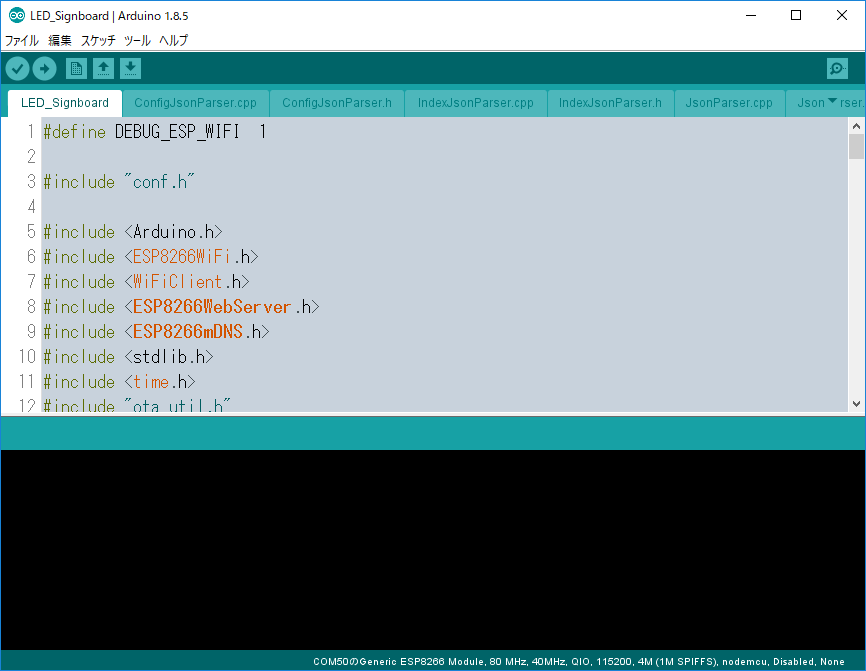 LED_Signboard | Arduino 1.8.5
ファイル 編集 スケッチ ツール ヘルプ
LED_Signboard ConfigJsonParser.cpp ConfigJsonParser.h IndexJsonParser.cpp IndexJsonParser.h JsonParser.cpp Json rser.
1 #define DEBUG_ESP_WIFI 1
2
3 #include "conf.h"
4
5 #include <Arduino.h>
6 #include <ESP8266WiFi.h>
7 #include <WiFiClient.h>
8 #include <ESP8266WebServer.h>
9 #include <ESP8266mDNS.h>
10 #include <stdlib.h>
11 #include <time.h>
12 #include "ota_util.h"
COM50のGeneric ESP8266 Module, 80 MHz, 40MHz, QIO, 115200, 4M (1M SPIFFS), nodemcu, Disabled, None